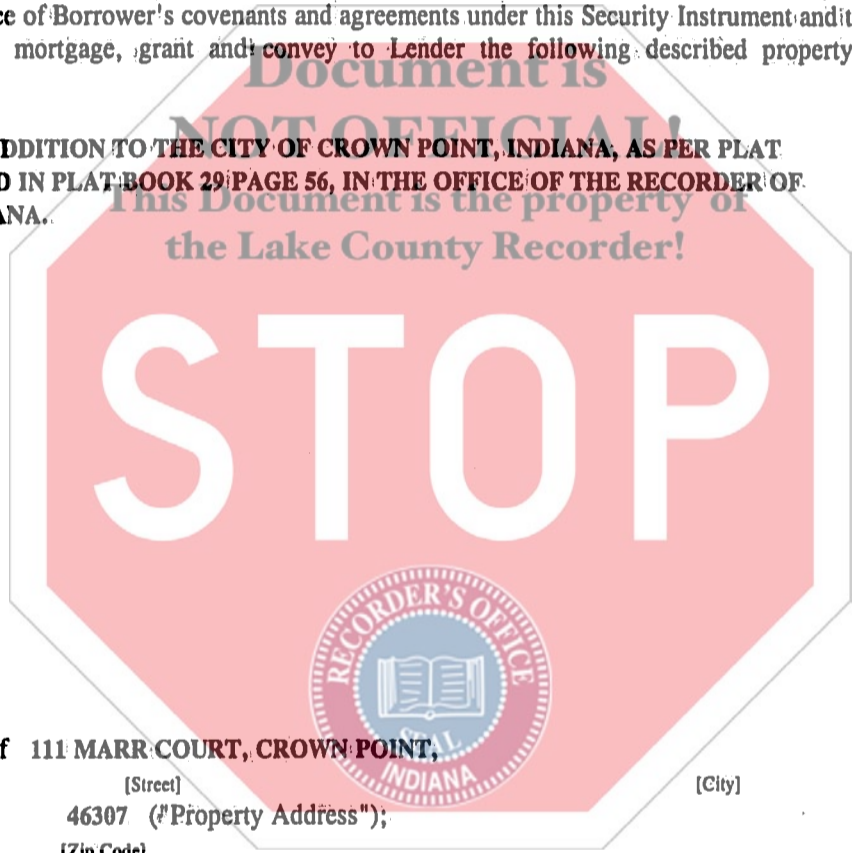 of Borrower's covenants and agreements under this Security Instrument and it
mortgage, grant and convey to Lender the following described property
Document is
NOT OFFICIAL!
ADDITION TO THE CITY OF CROWN POINT, INDIANA, AS PER PLAT
IN PLAT BOOK 29 PAGE 56, IN THE OFFICE OF THE RECORDER OF
This Document is the property of
ANA.
the Lake County Recorder!
STOP
RECORDER'S OFFICE
SEAL
INDIANA
111 MARR COURT, CROWN POINT,
[Street] [City]
46307 ("Property Address");
[Zip Code]